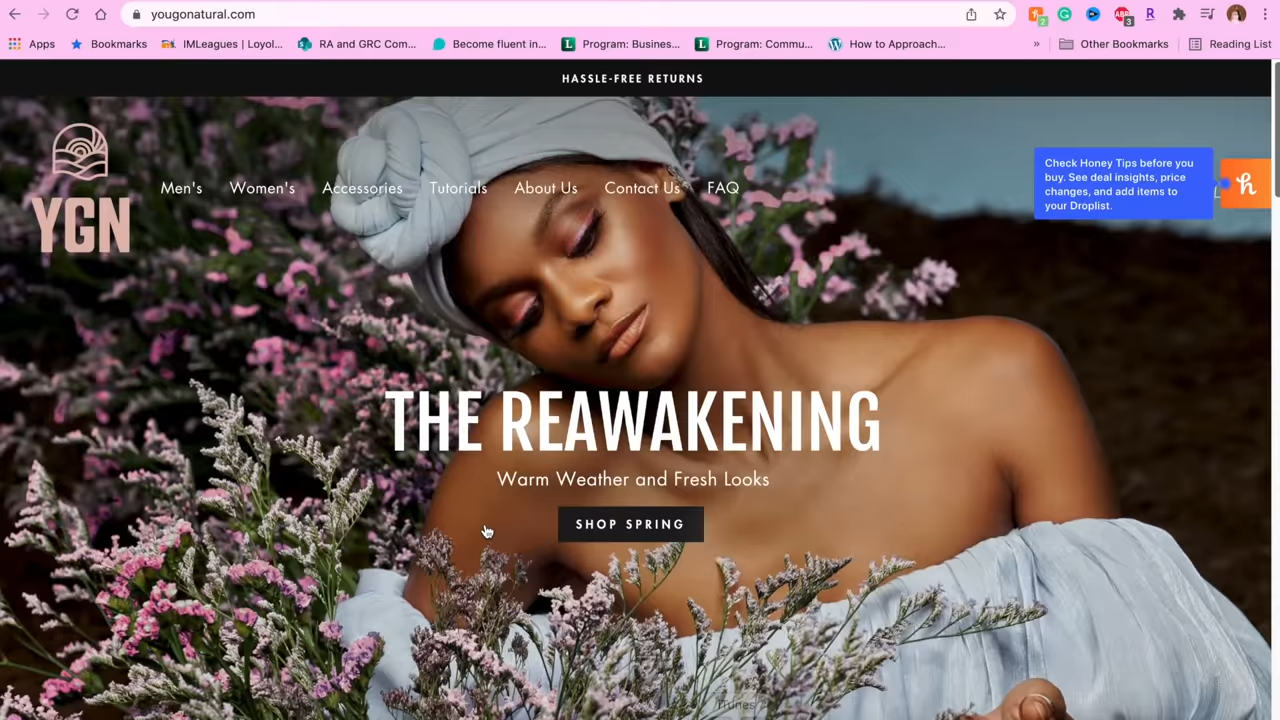 yougonatural.com
2
3
R
Apps
Bookmarks
IMLeagues | Loyol...
RA and GRC Com...
Become fluent in...
L
Program: Busines...
L
Program: Commu...
How to Approach...
»
Other Bookmarks
Reading List
HASSLE-FREE RETURNS
YGN
Men's
Women's
Accessories
Tutorials
About Us
Contact Us
FAQ
Check Honey Tips before you
buy. See deal insights, price
changes, and add items to
your Droplist.
h
THE REAWAKENING
Warm Weather and Fresh Looks
SHOP SPRING